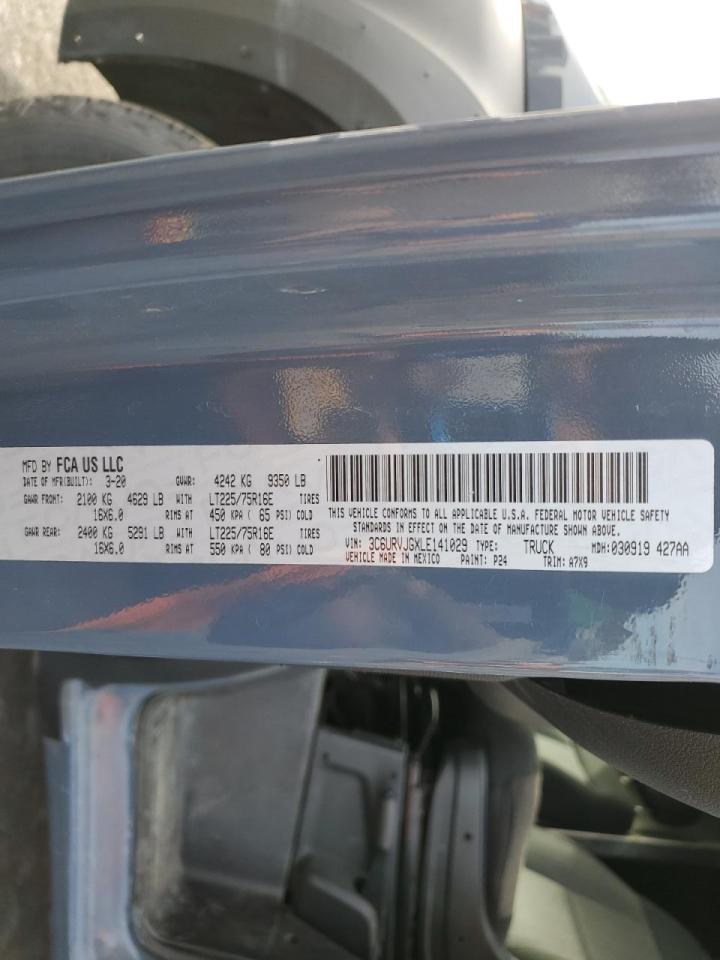 MFD BY FCA US LLC
DATE OF MFR(BUILT): 3-20 GVWR: 4242 KG 9350 LB
GAWR FRONT: 2100 KG 4629 LB WITH LT225/75R16E TIRES
16X6.0 RIMS AT 450 KPA ( 65 PSI) COLD
GAWR REAR: 2400 KG 5291 LB WITH LT225/75R16E TIRES
16X6.0 RIMS AT 550 KPA ( 80 PSI) COLD
THIS VEHICLE CONFORMS TO ALL APPLICABLE U.S.A. FEDERAL MOTOR VEHICLE SAFETY
STANDARDS IN EFFECT ON THE DATE OF MANUFACTURE SHOWN ABOVE.
VIN: 3C6URVJGXLE141029 TYPE: TRUCK MDH:030919 427AA
VEHICLE MADE IN MEXICO PAINT: P24 TRIM: A7X9